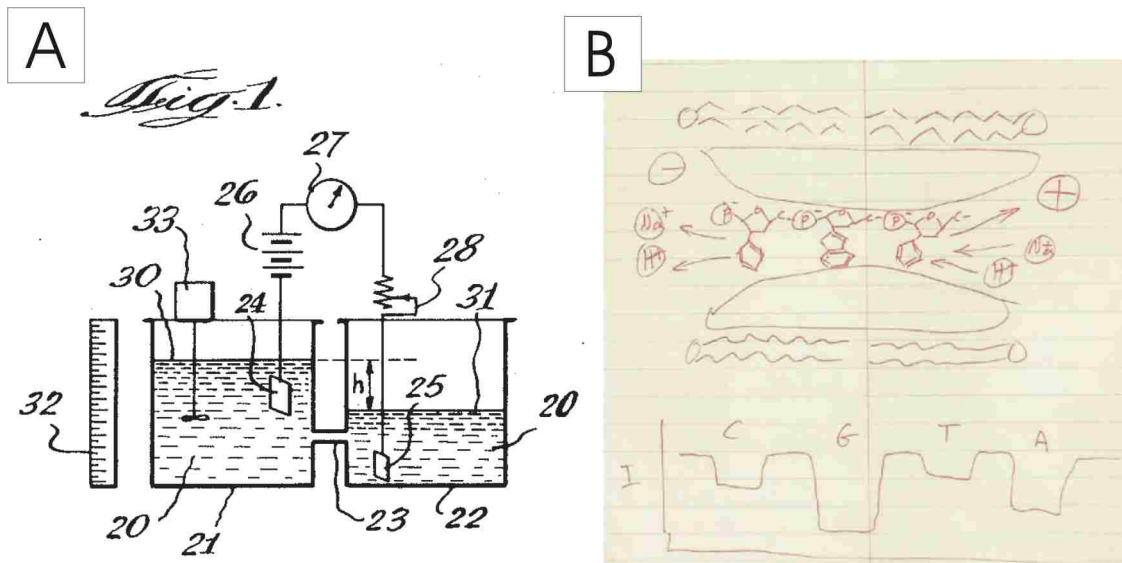 A
Fig. 1.
27
26
33
28
30
24
31
h
25
20
32
20
21
23
22
B
−
+
P⁻ O C P⁻ O C P⁻ O C⁻
Na⁺
H⁺
Na⁺
H⁺
C G T A
I